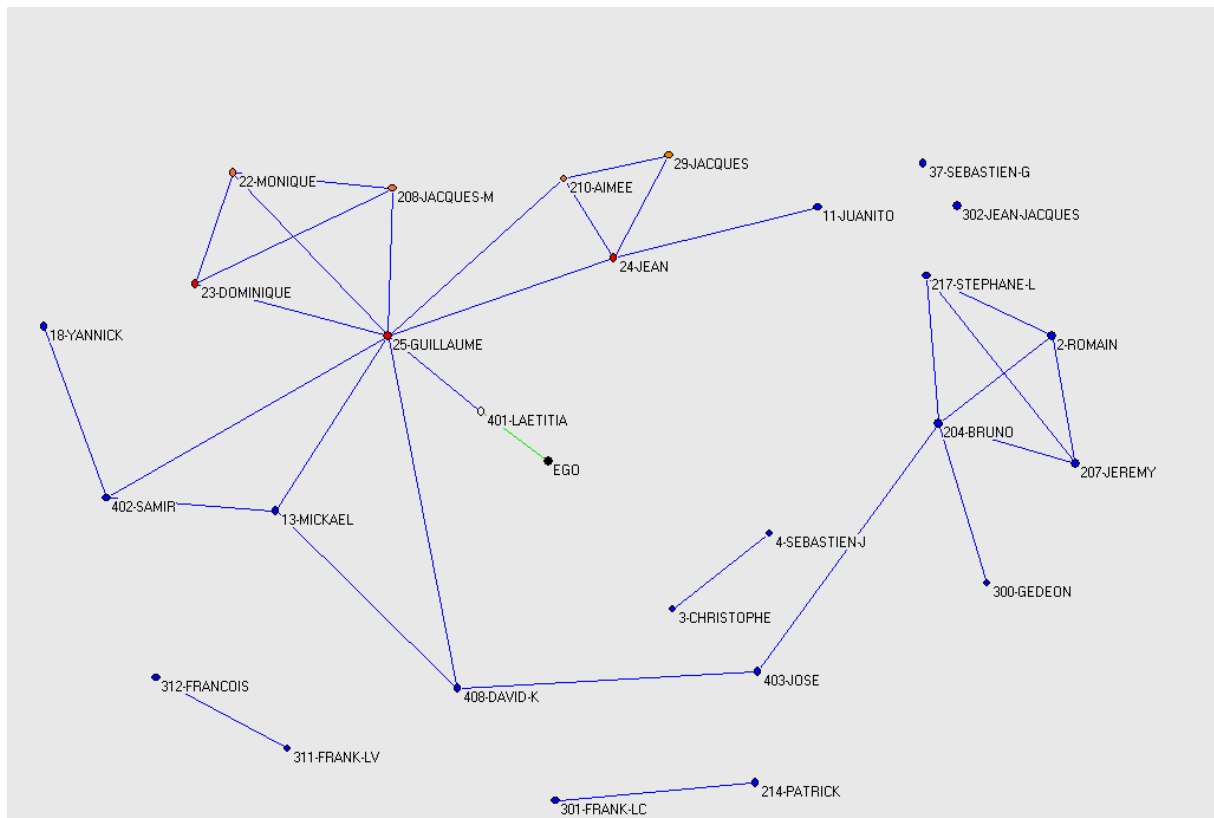 37-SEBASTIEN-G
29-JACQUES
22-MONIQUE
210-AIMEE
208-JACQUES-M
11-JUANITO
302-JEAN-JACQUES
24-JEAN
217-STEPHANE-L
23-DOMINIQUE
18-YANNICK
25-GUILLAUME
2-ROMAIN
401-LAETITIA
204-BRUNO
EGO
207-JEREMY
402-SAMIR
13-MICKAEL
4-SEBASTIEN-J
300-GEDEON
3-CHRISTOPHE
403-JOSE
312-FRANCOIS
408-DAVID-K
311-FRANK-LV
214-PATRICK
301-FRANK-LC